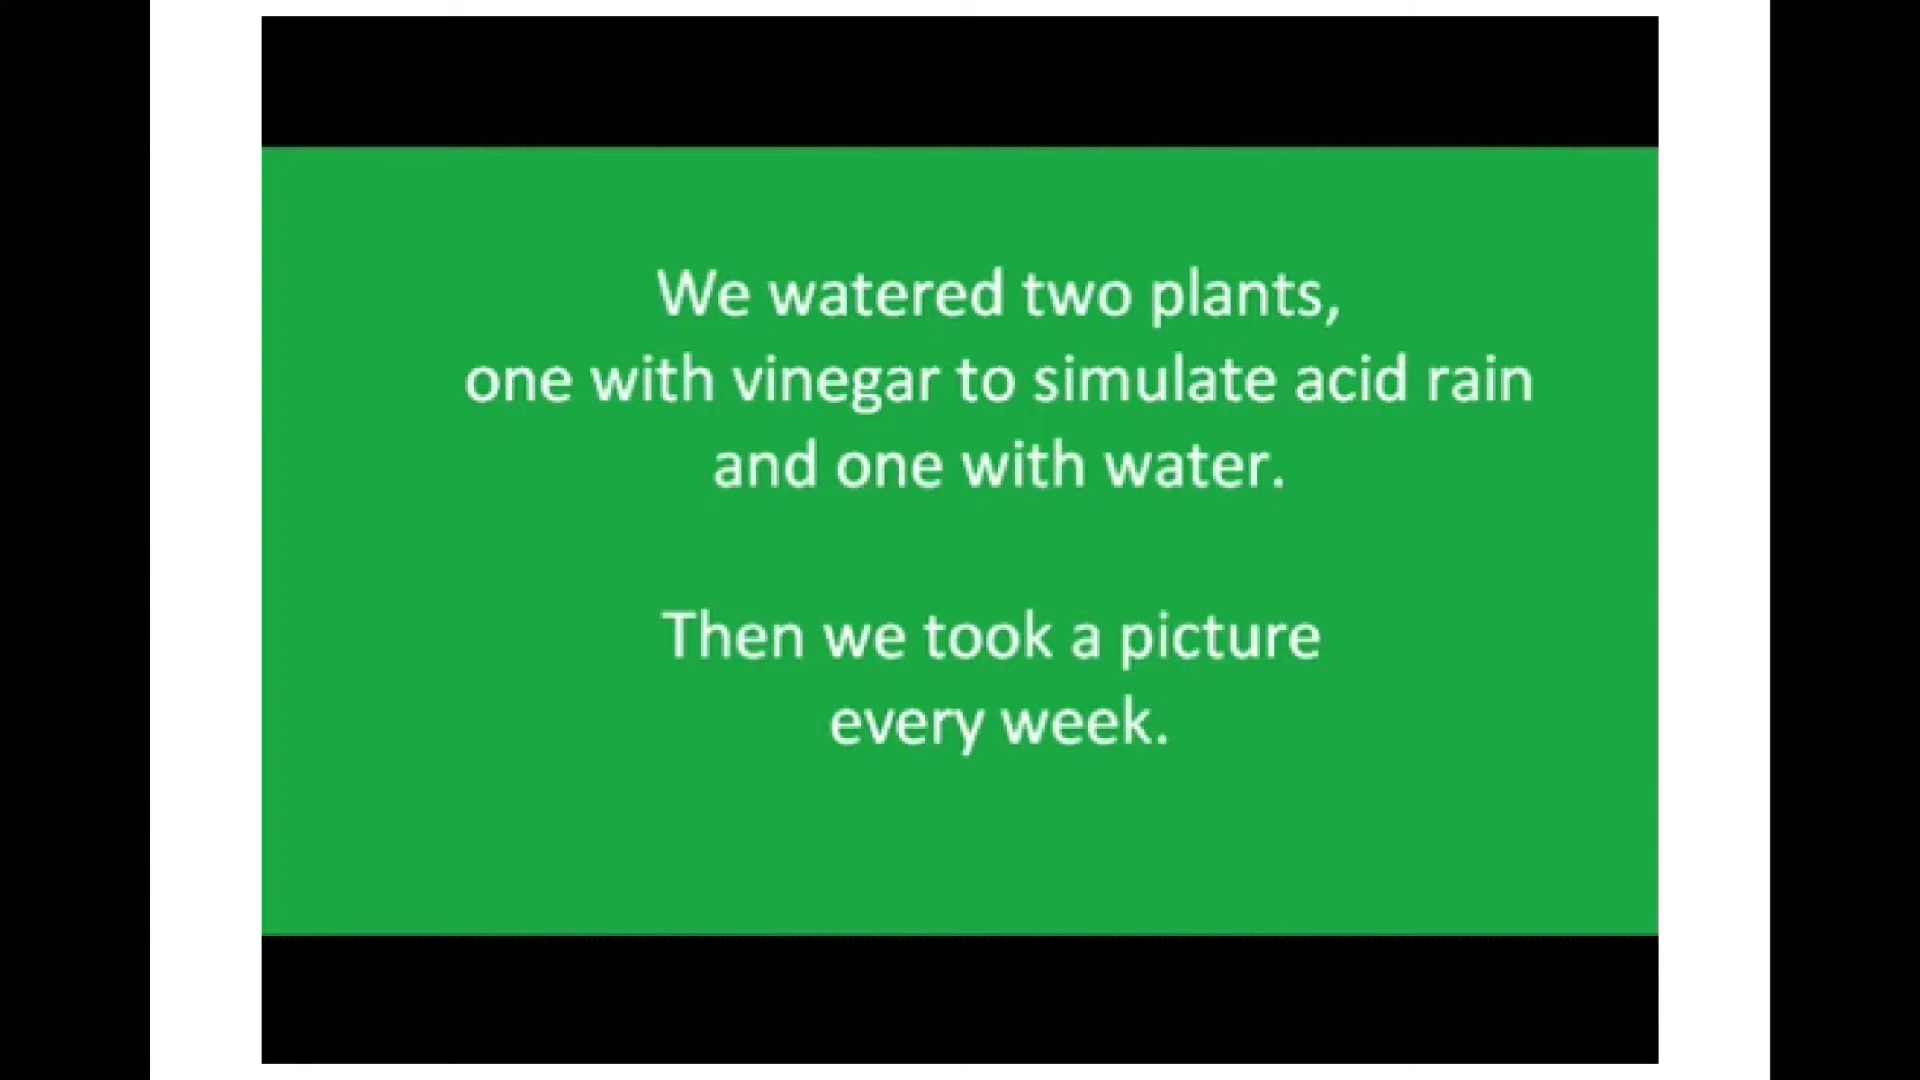 We watered two plants,
one with vinegar to simulate acid rain
and one with water.
Then we took a picture
every week.